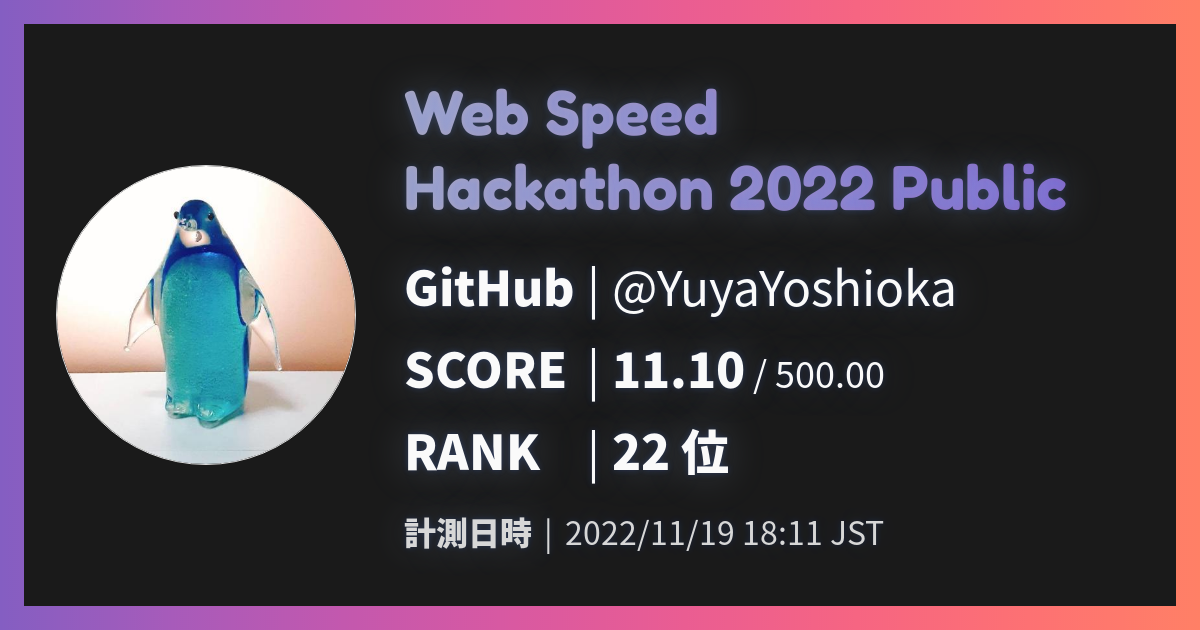 Web Speed
Hackathon 2022 Public
GitHub | @YuyaYoshioka
SCORE | 11.10 / 500.00
RANK | 22 位
計測日時 | 2022/11/19 18:11 JST